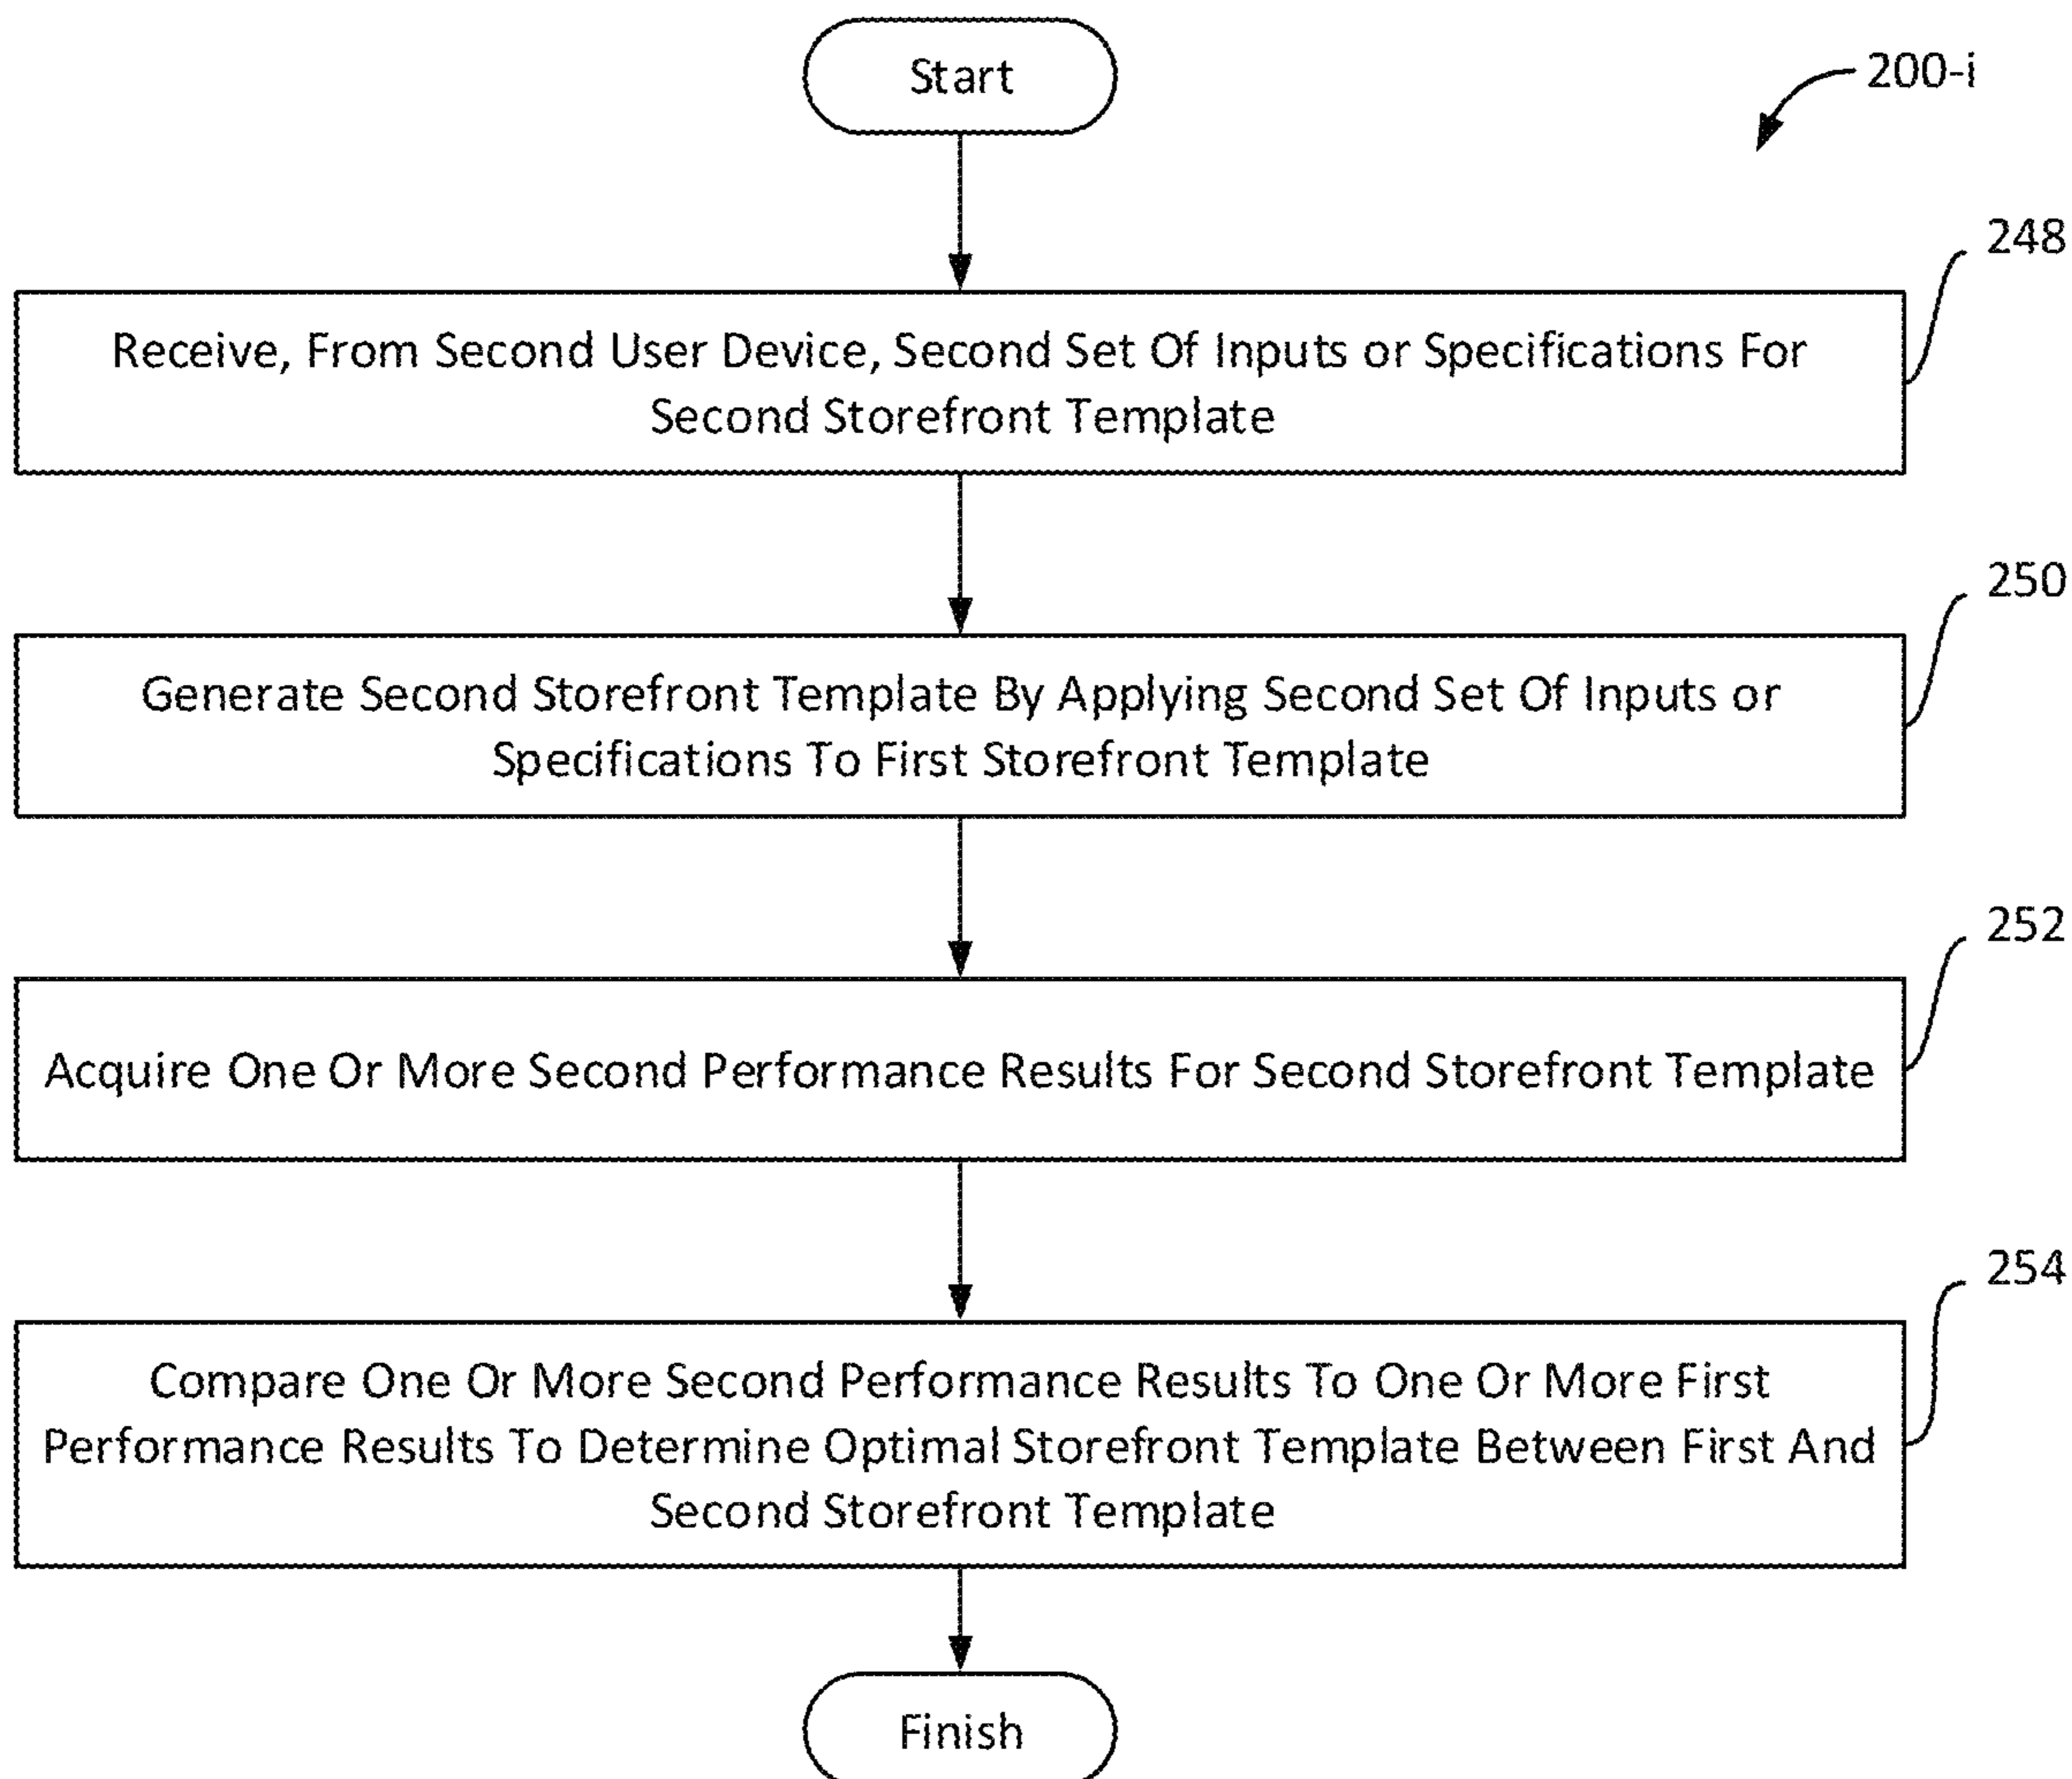 Start
200-i
248
Receive, From Second User Device, Second Set Of Inputs or Specifications For
Second Storefront Template
250
Generate Second Storefront Template By Applying Second Set Of Inputs or
Specifications To First Storefront Template
252
Acquire One Or More Second Performance Results For Second Storefront Template
254
Compare One Or More Second Performance Results To One Or More First
Performance Results To Determine Optimal Storefront Template Between First And
Second Storefront Template
Finish